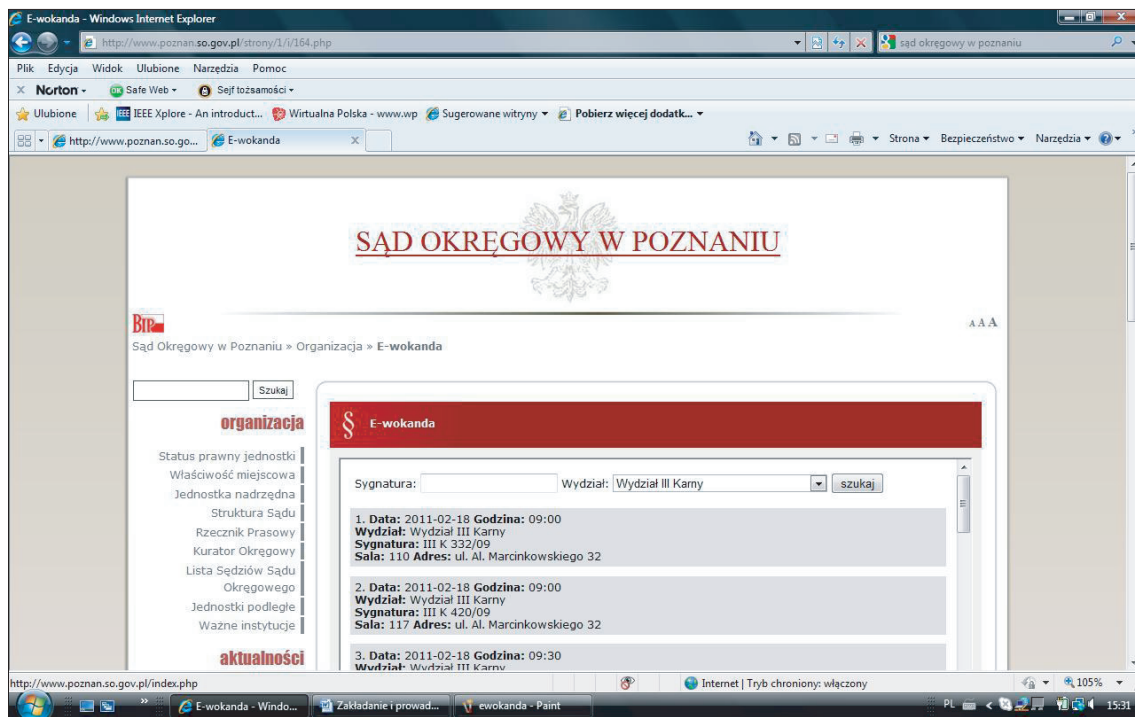 E-wokanda - Windows Internet Explorer
http://www.poznan.so.gov.pl/strony/1/i/164.php
sąd okręgowy w poznaniu
Plik Edycja Widok Ulubione Narzędzia Pomoc
x Norton - OK Safe Web Sejf tożsamości
Ulubione IEEE IEEE Xplore - An introduct... Wirtualna Polska - www.wp Sugerowane witryny Pobierz więcej dodatk...
http://www.poznan.so.go... E-wokanda x Strona Bezpieczeństwo Narzędzia
SĄD OKRĘGOWY W POZNANIU
BIP
A A A
Sąd Okręgowy w Poznaniu » Organizacja » E-wokanda
Szukaj
organizacja
Status prawny jednostki
Właściwość miejscowa
Jednostka nadrzędna
Struktura Sądu
Rzecznik Prasowy
Kurator Okręgowy
Lista Sędziów Sądu
Okręgowego
Jednostki podległe
Ważne instytucje
aktualności
§ E-wokanda
Sygnatura: Wydział: Wydział III Karny szukaj
1. Data: 2011-02-18 Godzina: 09:00
Wydział: Wydział III Karny
Sygnatura: III K 332/09
Sala: 110 Adres: ul. Al. Marcinkowskiego 32
2. Data: 2011-02-18 Godzina: 09:00
Wydział: Wydział III Karny
Sygnatura: III K 420/09
Sala: 117 Adres: ul. Al. Marcinkowskiego 32
3. Data: 2011-02-18 Godzina: 09:30
Wydział: Wydział III Karny
http://www.poznan.so.gov.pl/index.php Internet | Tryb chroniony: włączony 105%
E-wokanda - Windo... Zakładanie i prowad... ewokanda - Paint PL 15:31